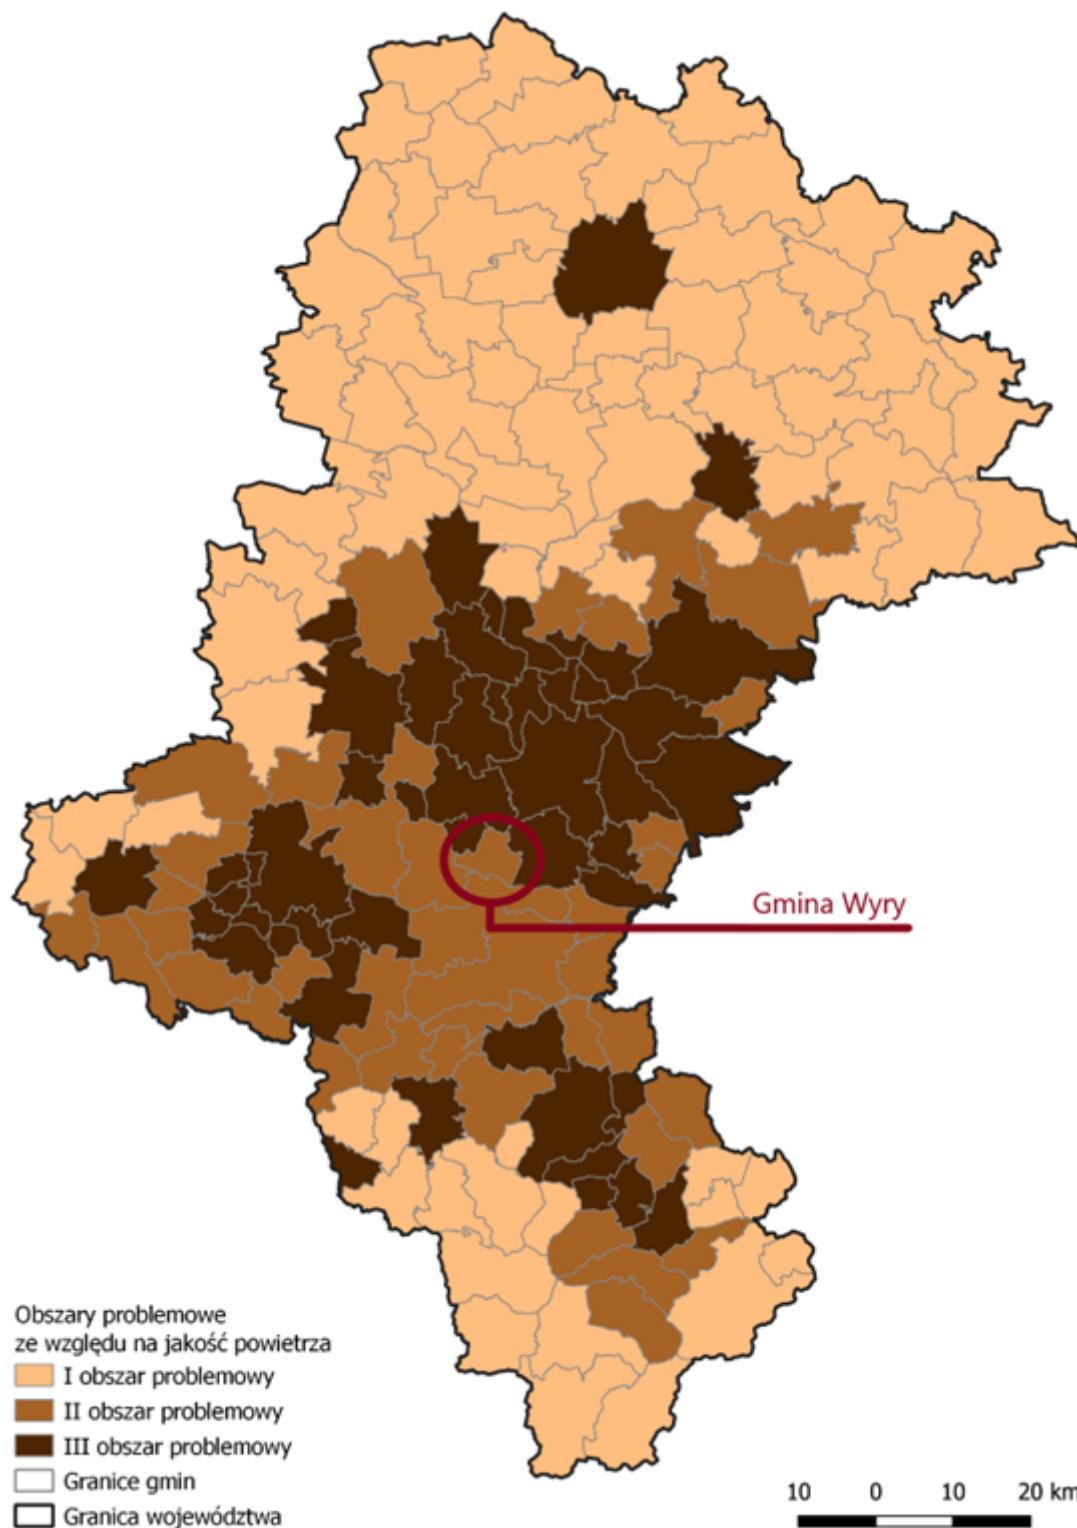 Gmina Wyry
Obszary problemowe
ze względu na jakość powietrza
I obszar problemowy
II obszar problemowy
III obszar problemowy
Granice gmin
Granica województwa
10 0 10 20 km